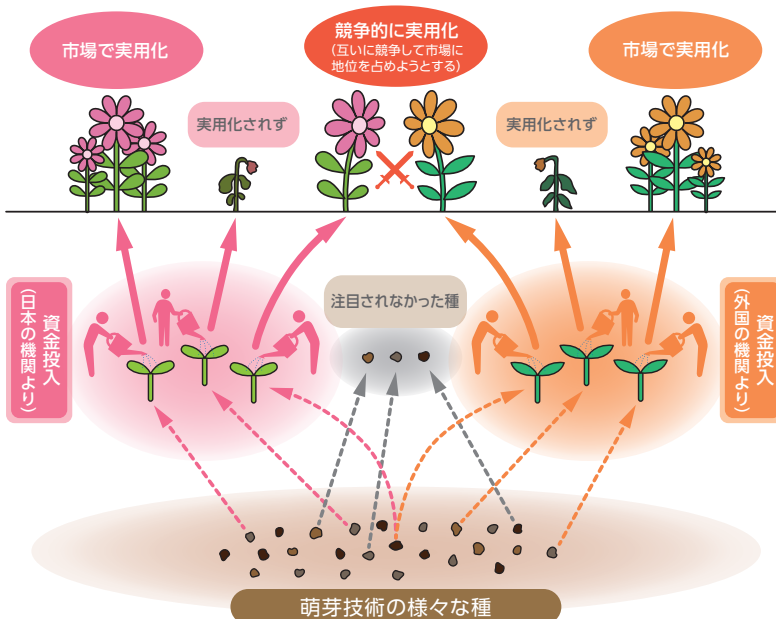 市場で実用化
競争的に実用化
(互いに競争して市場に
地位を占めようとする)
市場で実用化
実用化されず
実用化されず
資金投入
(日本の機関より)
注目されなかった種
資金投入
(外国の機関より)
萌芽技術の様々な種